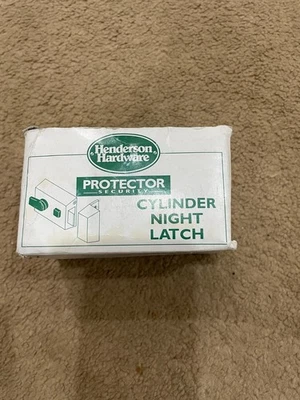 Henderson
Hardware
PROTECTOR
SECURITY
CYLINDER
NIGHT
LATCH